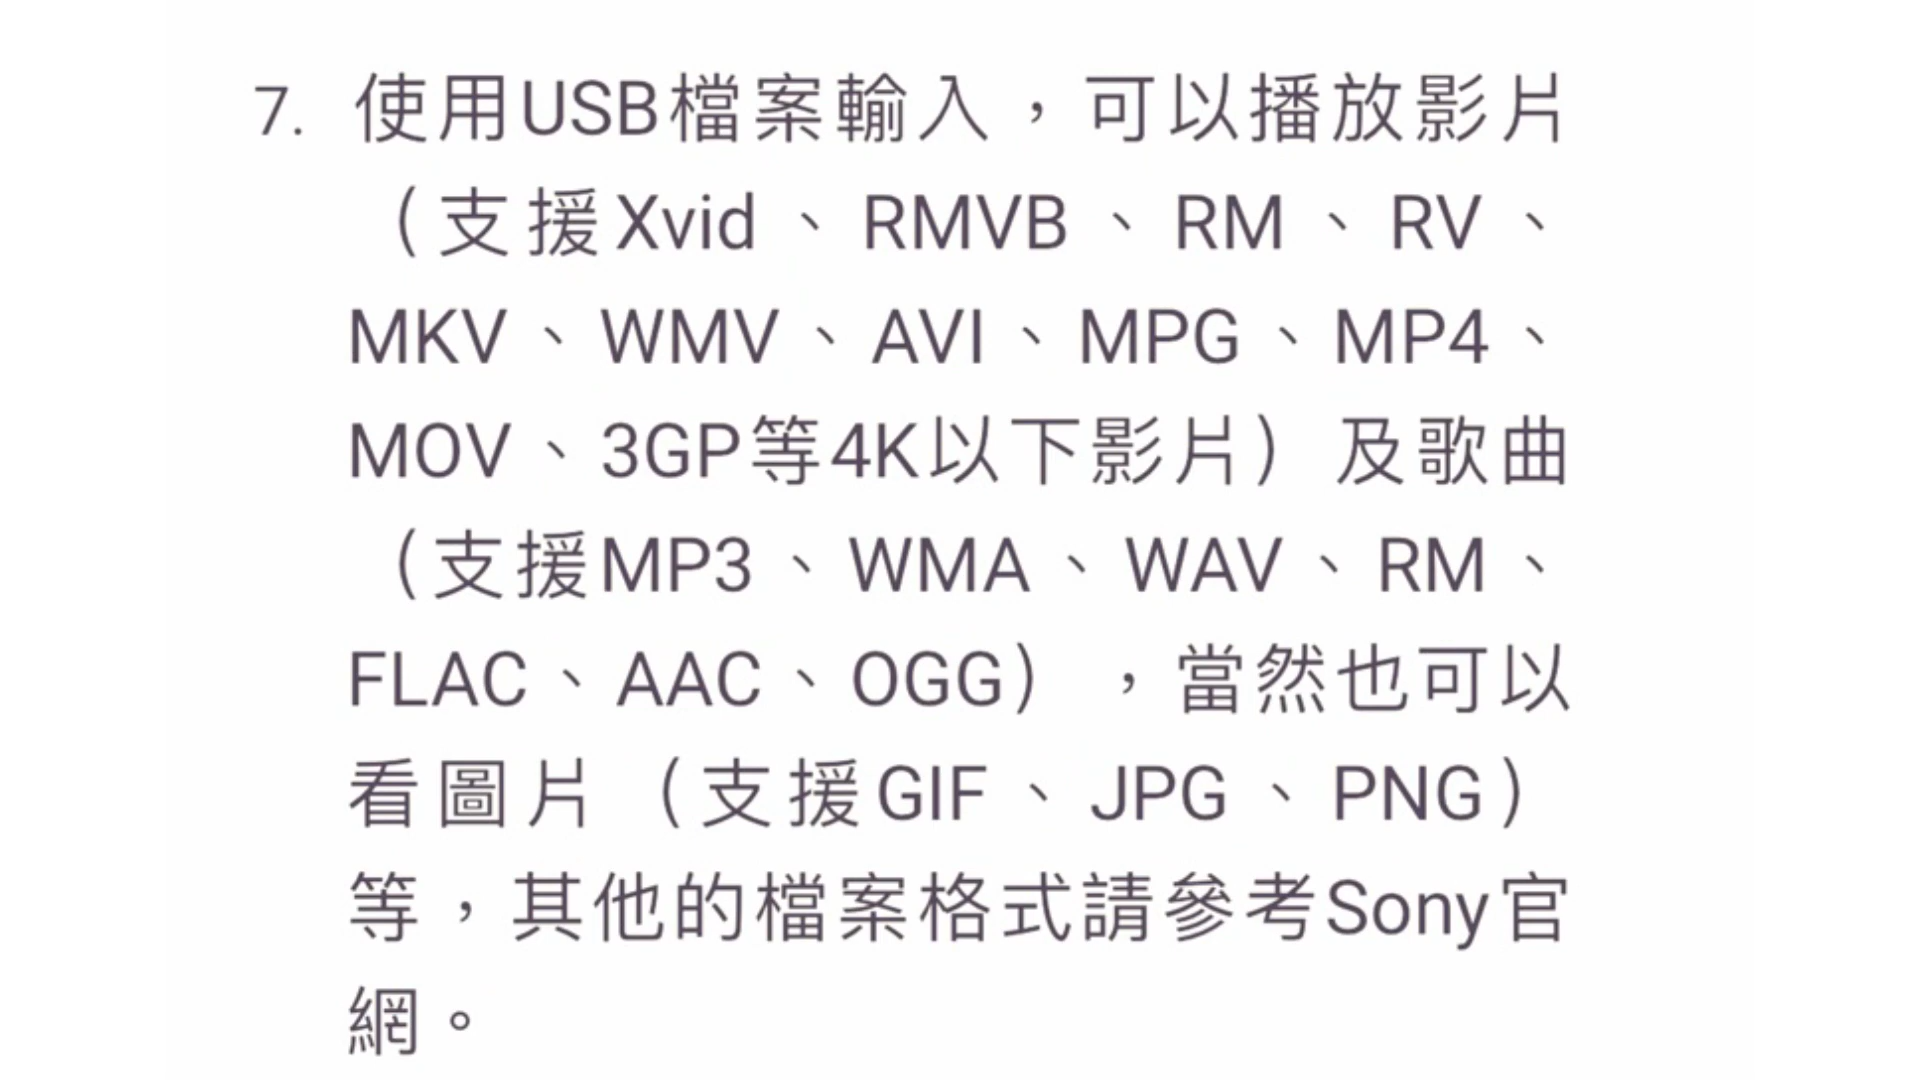 7. 使用USB檔案輸入，可以播放影片
（支援Xvid、RMVB、RM、RV、
MKV、WMV、AVI、MPG、MP4、
MOV、3GP等4K以下影片）及歌曲
（支援MP3、WMA、WAV、RM、
FLAC、AAC、OGG），當然也可以
看圖片（支援GIF、JPG、PNG）
等，其他的檔案格式請參考Sony官
網。